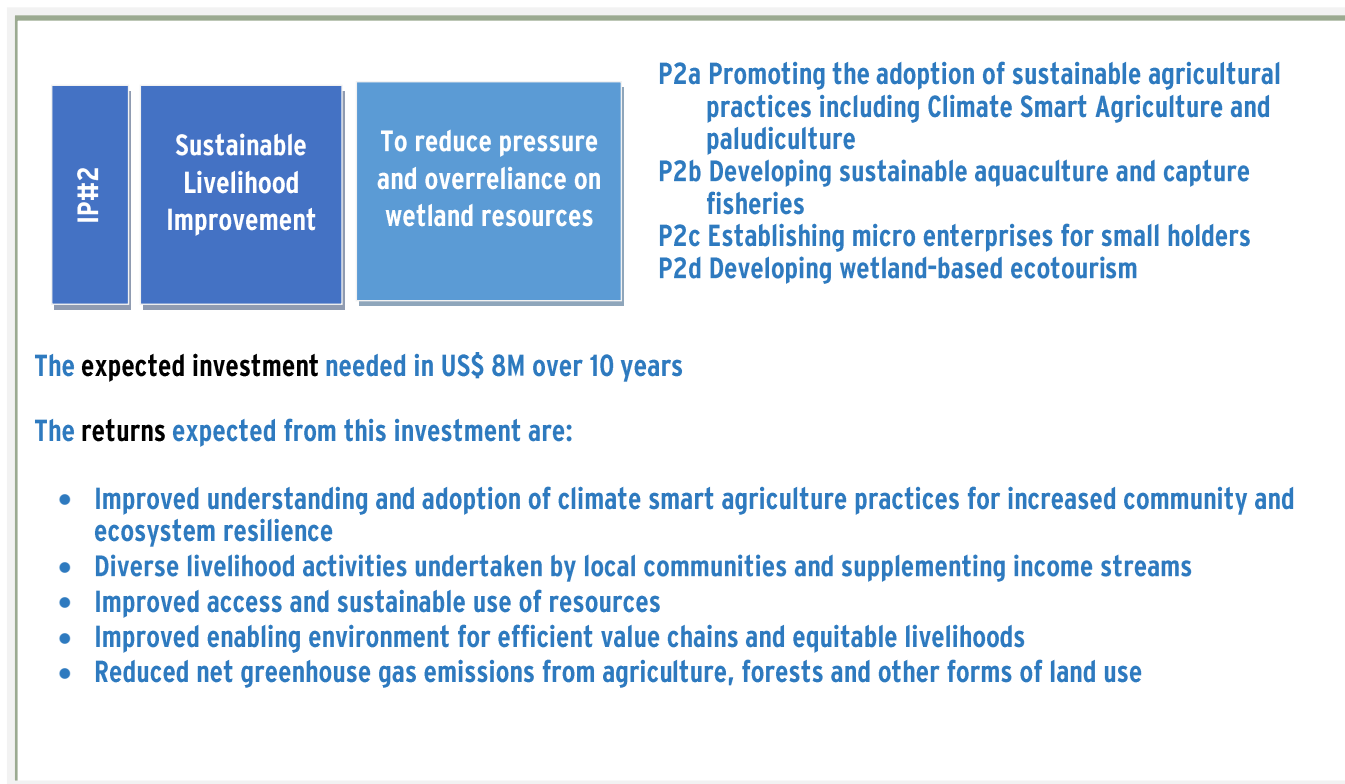 IP#2
Sustainable
Livelihood
Improvement
To reduce pressure
and overreliance on
wetland resources
P2a Promoting the adoption of sustainable agricultural
practices including Climate Smart Agriculture and
paludiculture
P2b Developing sustainable aquaculture and capture
fisheries
P2c Establishing micro enterprises for small holders
P2d Developing wetland-based ecotourism
The expected investment needed in US$ 8M over 10 years
The returns expected from this investment are:
• Improved understanding and adoption of climate smart agriculture practices for increased community and
ecosystem resilience
• Diverse livelihood activities undertaken by local communities and supplementing income streams
• Improved access and sustainable use of resources
• Improved enabling environment for efficient value chains and equitable livelihoods
• Reduced net greenhouse gas emissions from agriculture, forests and other forms of land use